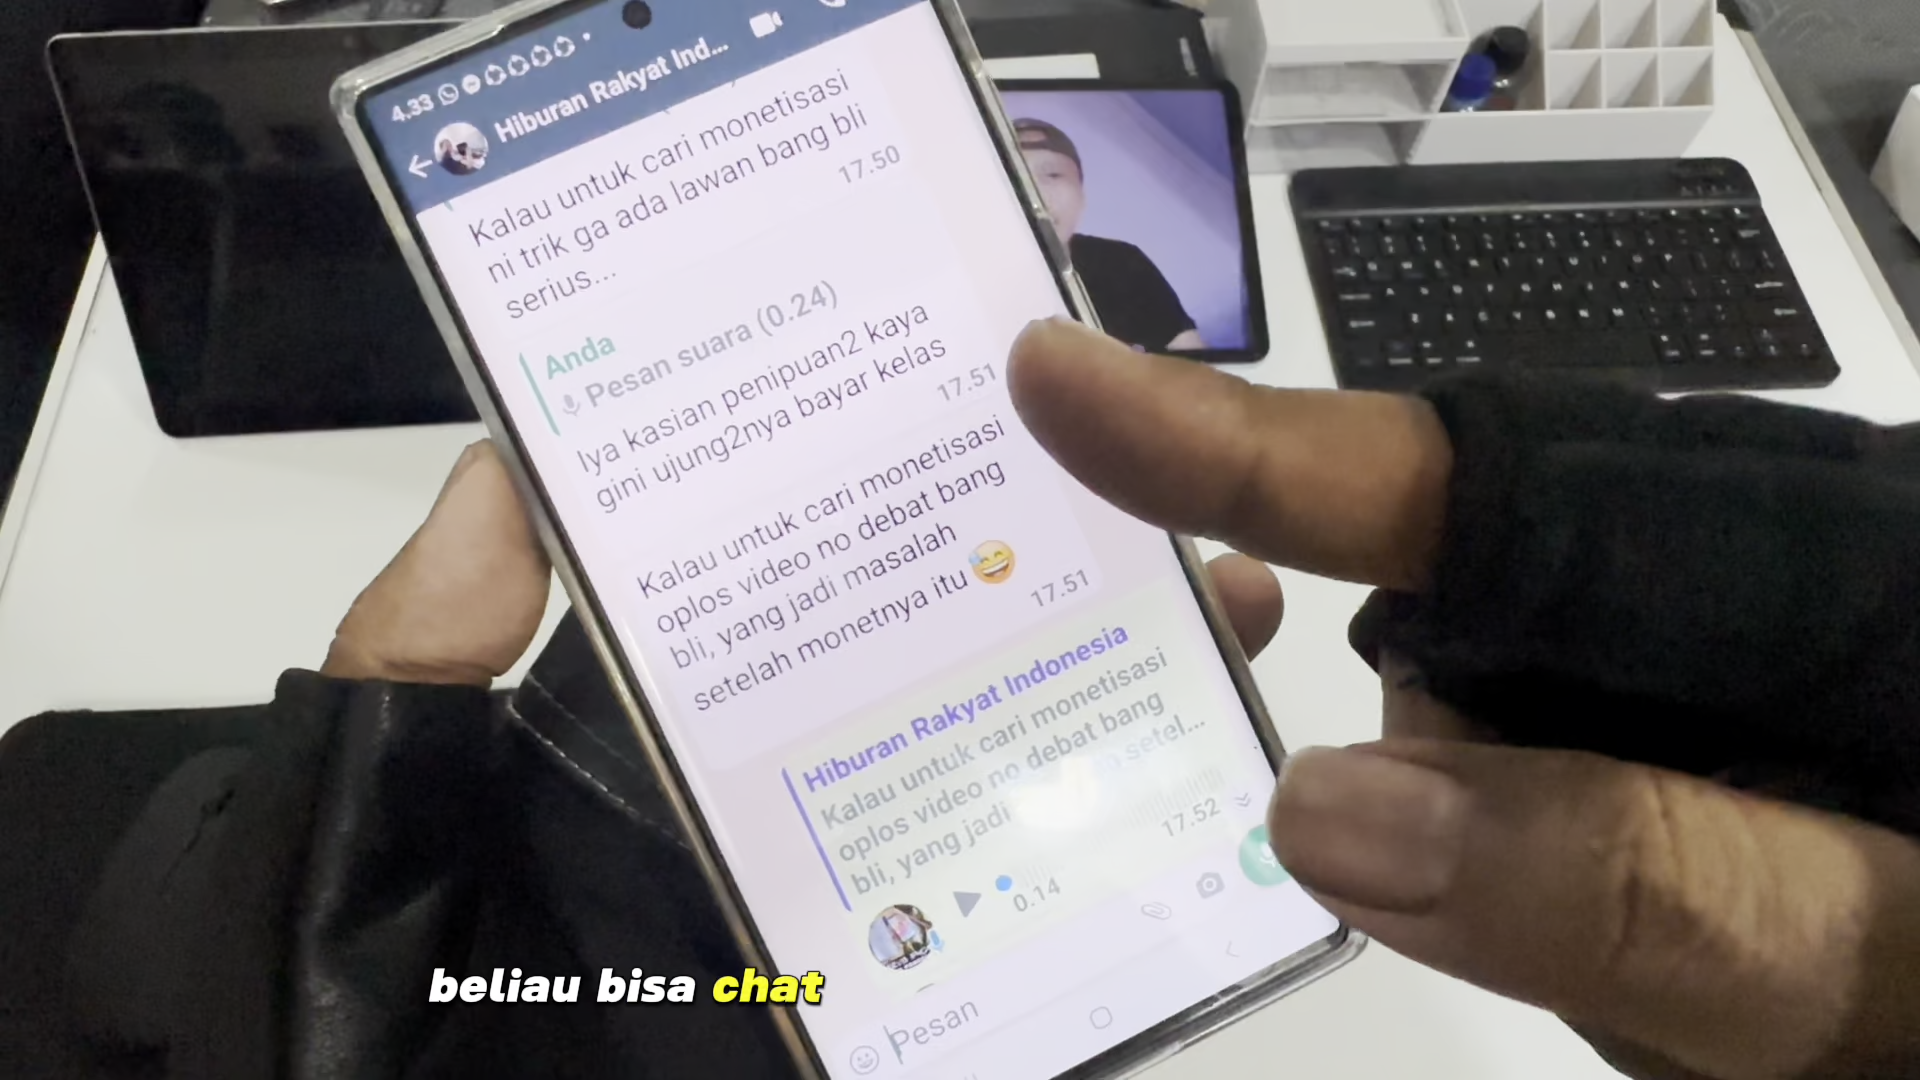 4.33
Hiburan Rakyat Ind...
Kalau untuk cari monetisasi
ni trik ga ada lawan bang bli
serius...
17.50
Anda
Pesan suara (0.24)
Iya kasian penipuan2 kaya
gini ujung2nya bayar kelas
17.51
Kalau untuk cari monetisasi
oplos video no debat bang
bli, yang jadi masalah
setelah monetnya itu 😅
17.51
Hiburan Rakyat Indonesia
Kalau untuk cari monetisasi
oplos video no debat bang
bli, yang jadi setel...
17.52
0.14
Pesan
beliau bisa chat